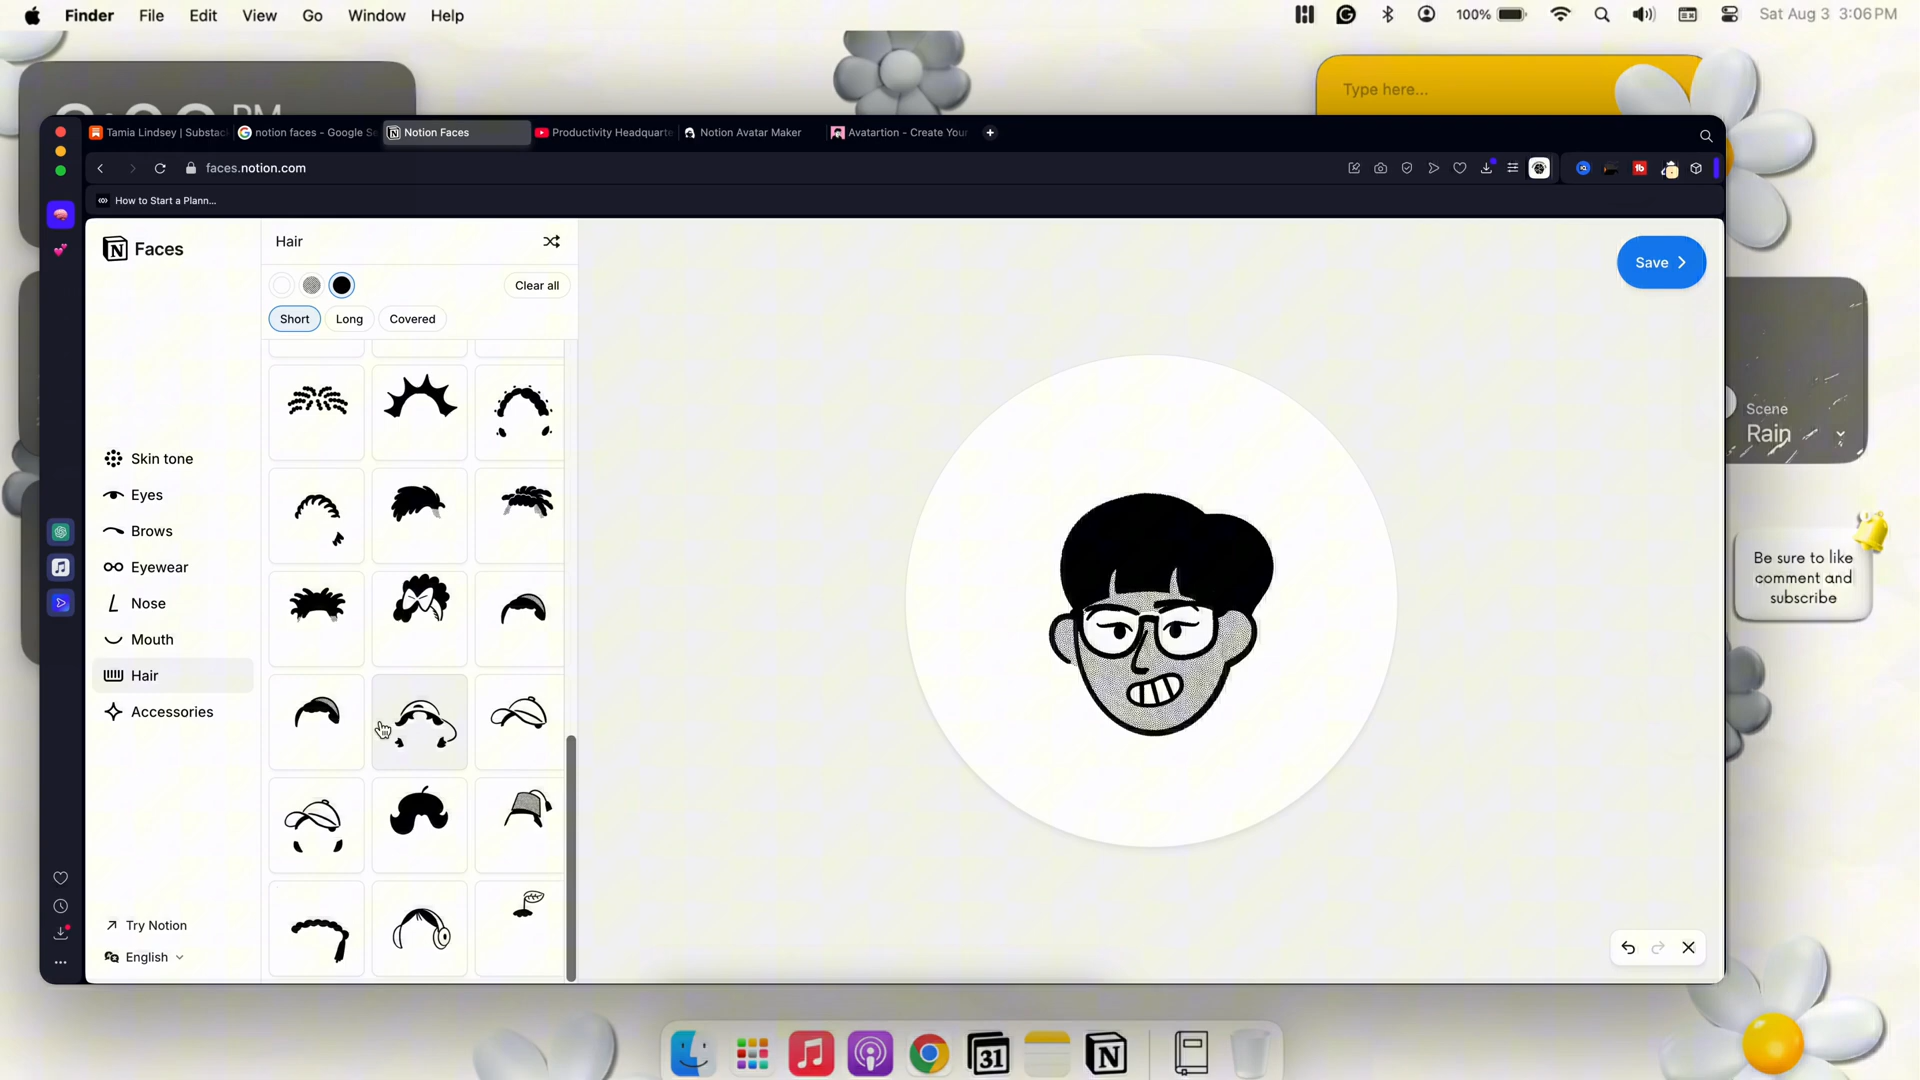 Finder File Edit View Go Window Help 100% Sat Aug 3 3:06 PM
PM
Type here...
Tamia Lindsey | Substac notion faces - Google Se Notion Faces Productivity Headquarte Notion Avatar Maker Avatartion - Create Your
faces.notion.com
How to Start a Plann...
Faces
Hair
Save
Clear all
Short Long Covered
Skin tone
Eyes
Brows
Eyewear
Nose
Mouth
Hair
Accessories
Try Notion
English
Scene
Rain
Be sure to like
comment and
subscribe
31